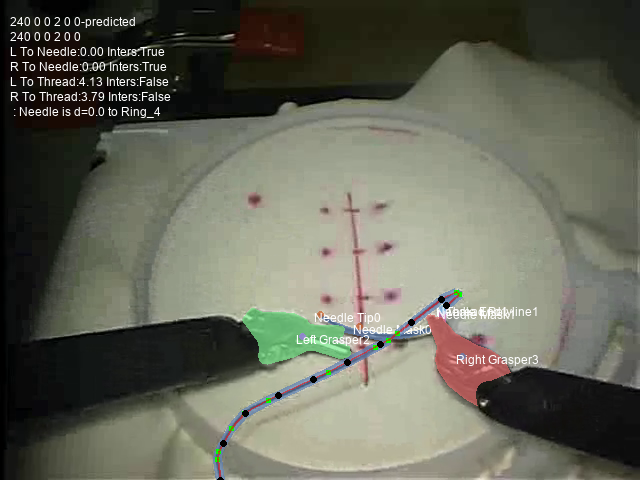 240 0 0 2 0 0-predicted
240 0 0 2 0 0
L To Needle:0.00 Inters:True
R To Needle:0.00 Inters:True
L To Thread:4.13 Inters:False
R To Thread:3.79 Inters:False
: Needle is d=0.0 to Ring_4
Needle Tip0
Needle Mask0
Left Grasper2
Right Grasper3